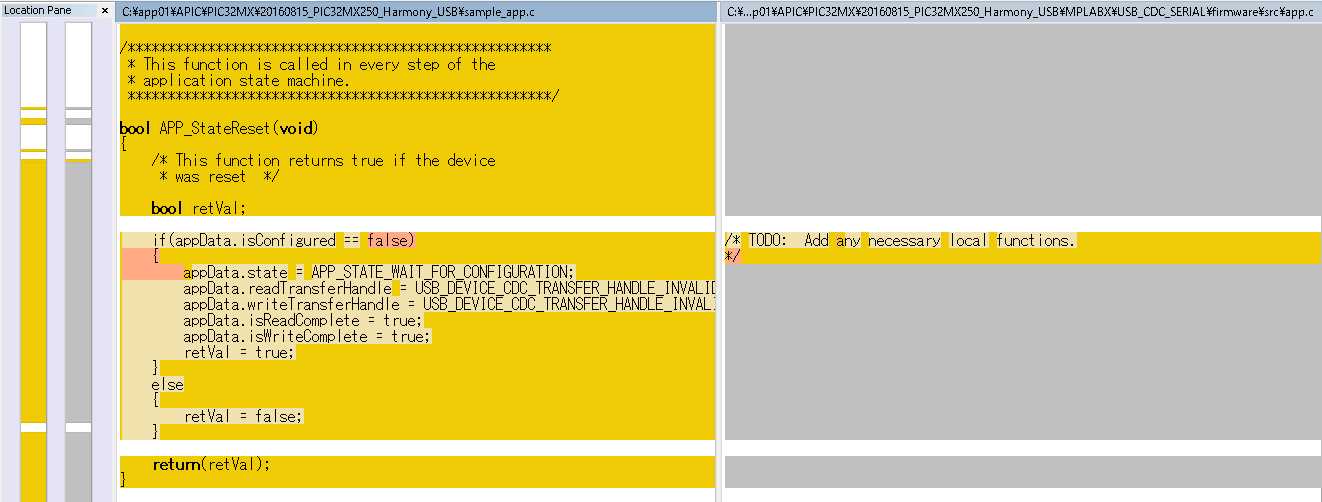 Location Pane ×
C:¥app01¥APIC¥PIC32MX¥20160815_PIC32MX250_Harmony_USB¥sample_app.c
C:¥...p01¥APIC¥PIC32MX¥20160815_PIC32MX250_Harmony_USB¥MPLABX¥USB_CDC_SERIAL¥firmware¥src¥app.c
/*****************************************************
* This function is called in every step of the
* application state machine.
*****************************************************/
bool APP_StateReset(void)
{
/* This function returns true if the device
* was reset */
bool retVal;
if(appData.isConfigured == false)
{
appData.state = APP_STATE_WAIT_FOR_CONFIGURATION;
appData.readTransferHandle = USB_DEVICE_CDC_TRANSFER_HANDLE_INVALID
appData.writeTransferHandle = USB_DEVICE_CDC_TRANSFER_HANDLE_INVALI
appData.isReadComplete = true;
appData.isWriteComplete = true;
retVal = true;
}
else
{
retVal = false;
}
return(retVal);
}
/* TODO: Add any necessary local functions.
*/